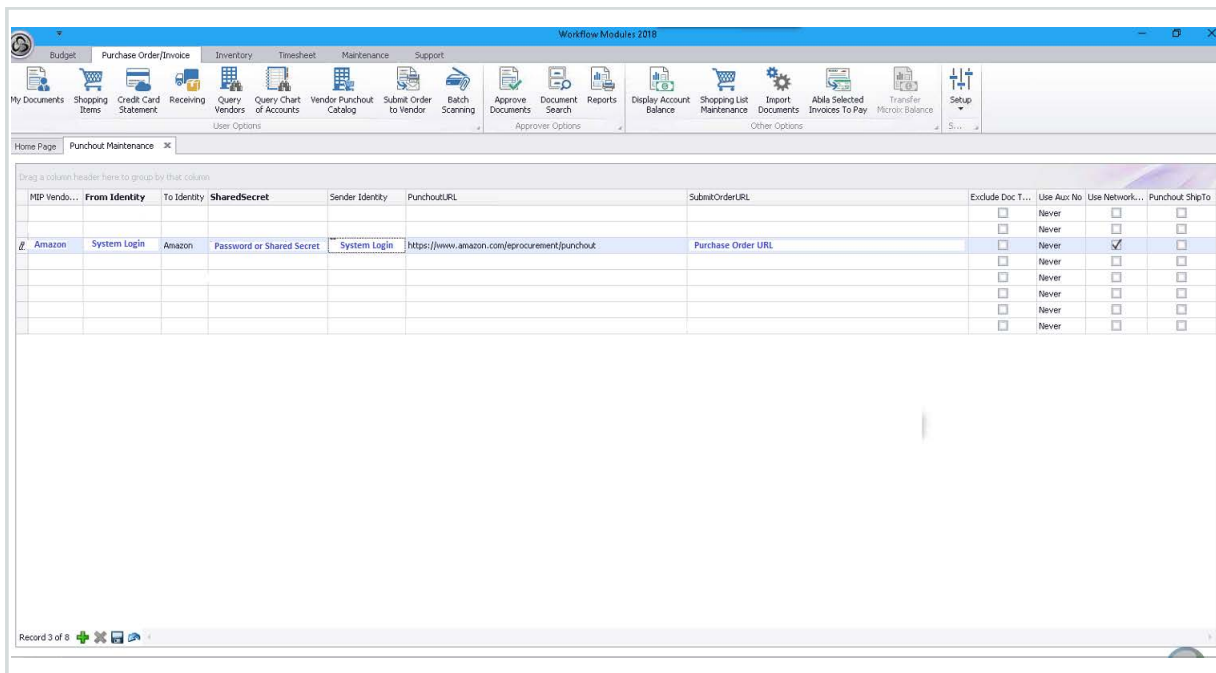 Workflow Modules 2018
Budget Purchase Order/Invoice Inventory Timesheet Maintenance Support
My Documents Shopping Items Credit Card Statement Receiving Query Vendors Query Chart of Accounts Vendor Punchout Catalog Submit Order to Vendor Batch Scanning Approve Documents Document Search Reports Display Account Balance Shopping List Maintenance Import Documents Abila Selected Invoices To Pay Transfer Microix Balance Setup
User Options Approver Options Other Options S...
Home Page Punchout Maintenance
Drag a column header here to group by that column
MIP Vendo... From Identity To Identity SharedSecret Sender Identity PunchoutURL SubmitOrderURL Exclude Doc T... Use Aux No Use Network... Punchout ShipTo
Never
Never
Amazon System Login Amazon Password or Shared Secret System Login https://www.amazon.com/eprocurement/punchout Purchase Order URL Never
Never
Never
Never
Never
Never
Record 3 of 8